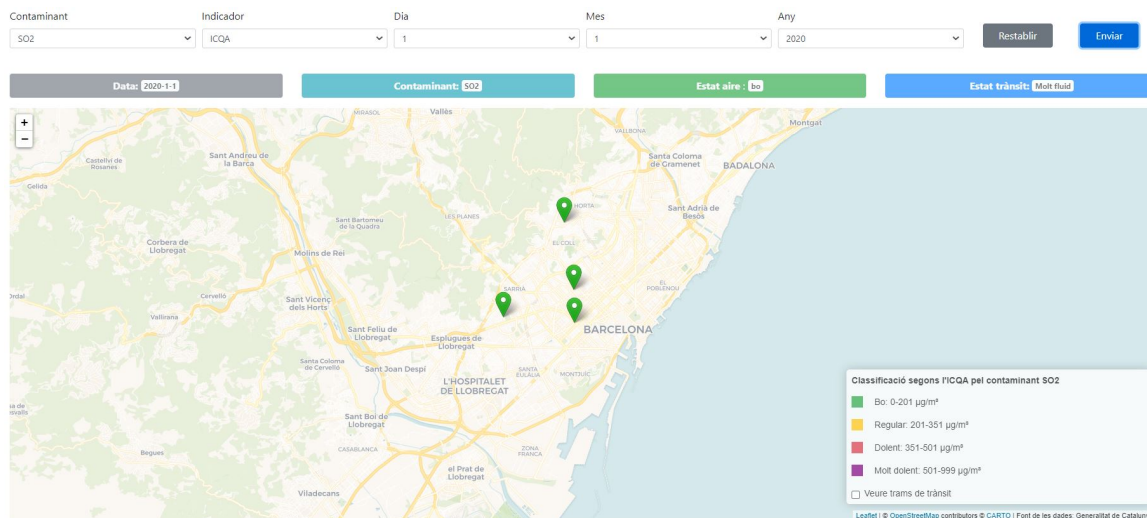 Contaminant Indicador Dia Mes Any
SO2 ICQA 1 1 2020 Restablir Enviar
Data: 2020-1-1 Contaminant: SO2 Estat aire : bo Estat trànsit: Molt fluid
+
−
MIRASOL
Vallès
Montgat
VALLBONA
Castellví de
Rosanes
Sant Andreu de
la Barca
Santa Coloma
de Gramenet
BADALONA
Gelida
HORTA
Sant Adrià de
Besòs
LES PLANES
Sant Bartomeu
de la Quadra
Corbera de
Llobregat
EL COLL
Molins de Rei
SARRIÀ
EL
POBLENOU
Ordal
Cervelló
Sant Vicenç
dels Horts
Vallirana
BARCELONA
Sant Feliu de
Llobregat
Esplugues de
Llobregat
Santa Coloma
de Cervelló
Sant Joan Despí
SANTA
EULÀLIA
MONTJUÏC
L'HOSPITALET
DE LLOBREGAT
Sant Boi de
Llobregat
CASABLANCA
Begues
ZONA
FRANCA
el Prat de
Llobregat
Viladecans
Classificació segons l'ICQA pel contaminant SO2
Bo: 0-201 µg/m³
Regular: 201-351 µg/m³
Dolent: 351-501 µg/m³
Molt dolent: 501-999 µg/m³
Veure trams de trànsit
Leaflet | © OpenStreetMap contributors © CARTO | Font de les dades: Generalitat de Cataluny